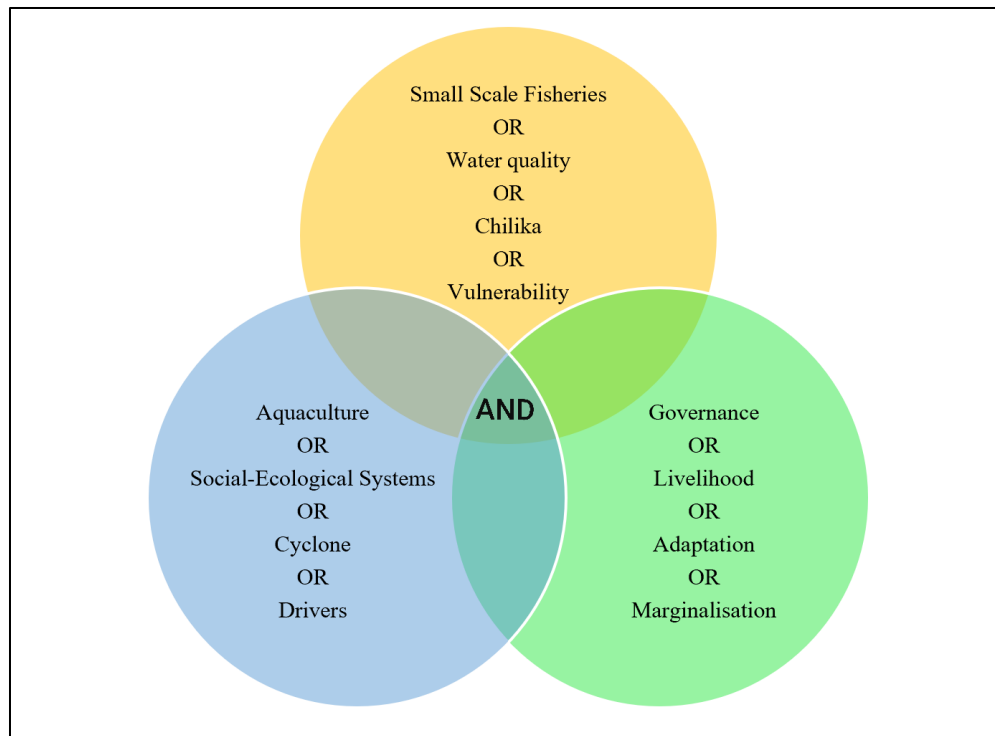 Small Scale Fisheries
OR
Water quality
OR
Chilika
OR
Vulnerability
AND
Aquaculture
OR
Social-Ecological Systems
OR
Cyclone
OR
Drivers
Governance
OR
Livelihood
OR
Adaptation
OR
Marginalisation